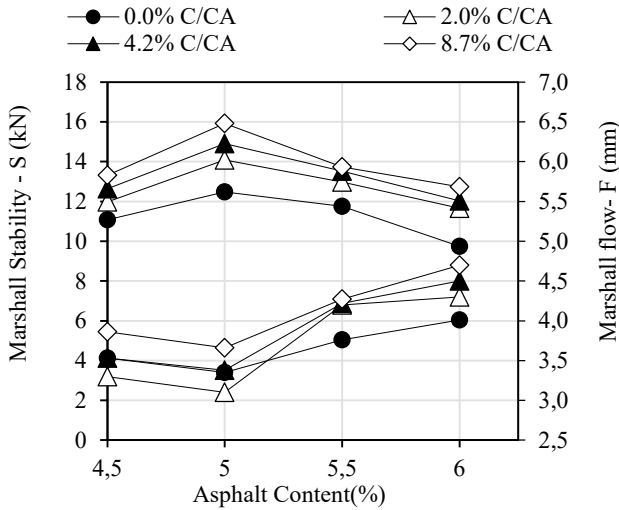 0.0% C/CA
2.0% C/CA
4.2% C/CA
8.7% C/CA
Marshall Stability - S (kN)
18
16
14
12
10
8
6
4
2
0
7,0
6,5
6,0
5,5
5,0
4,5
4,0
3,5
3,0
2,5
Marshall flow- F (mm)
4,5 5 5,5 6
Asphalt Content(%)